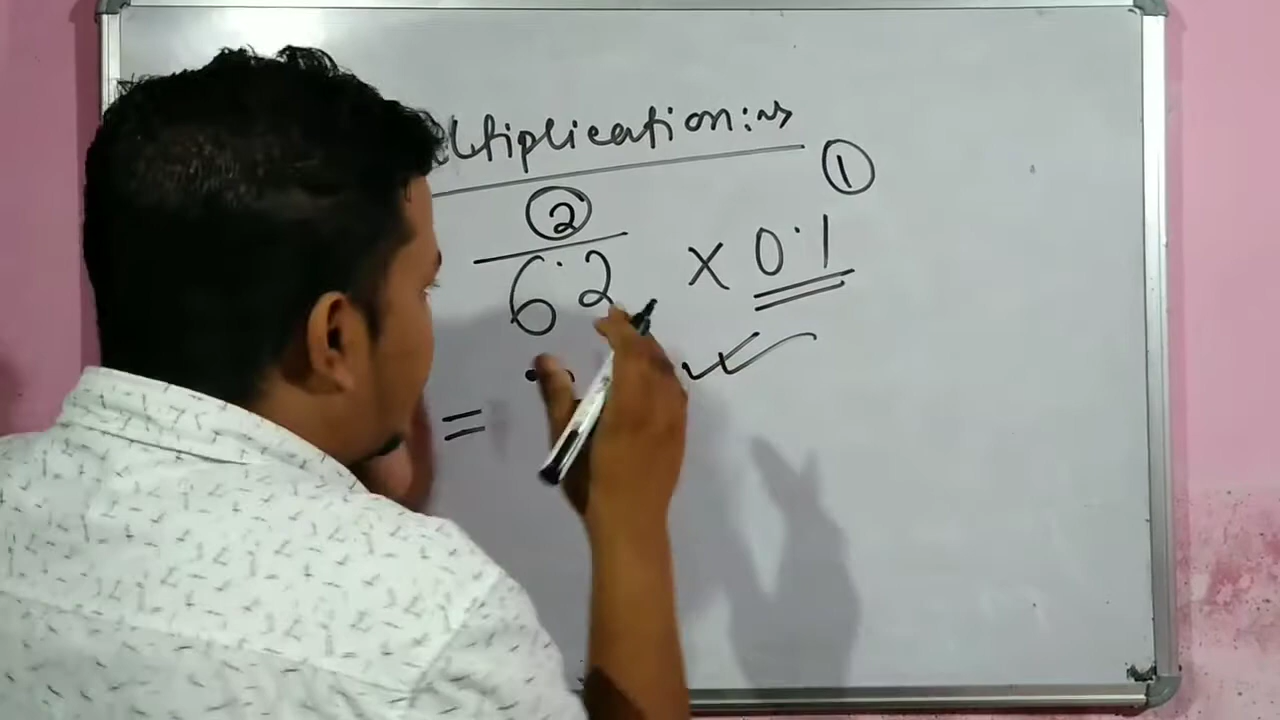 ultiplication:~>
① 
②
6.2 × 0.1
=